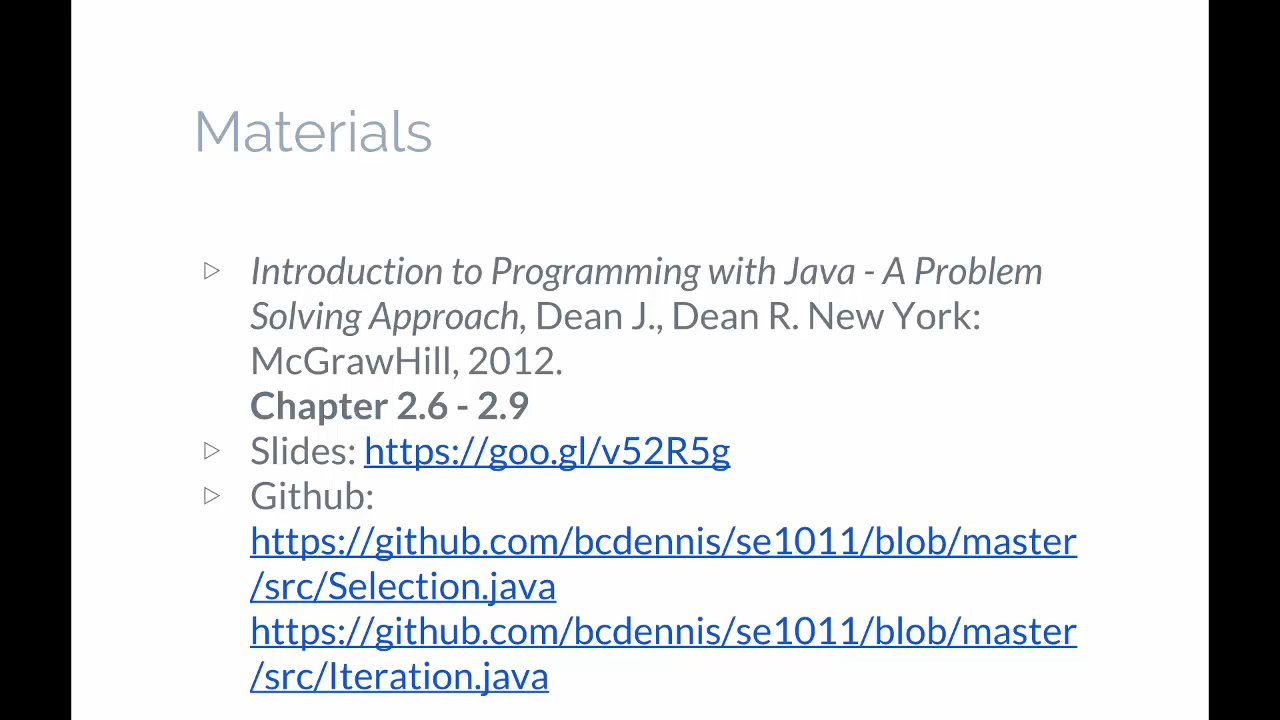 Materials
Introduction to Programming with Java - A Problem
Solving Approach, Dean J., Dean R. New York:
McGrawHill, 2012.
Chapter 2.6 - 2.9
Slides: https://goo.gl/v52R5g
Github:
https://github.com/bcdennis/se1011/blob/master
/src/Selection.java
https://github.com/bcdennis/se1011/blob/master
/src/Iteration.java